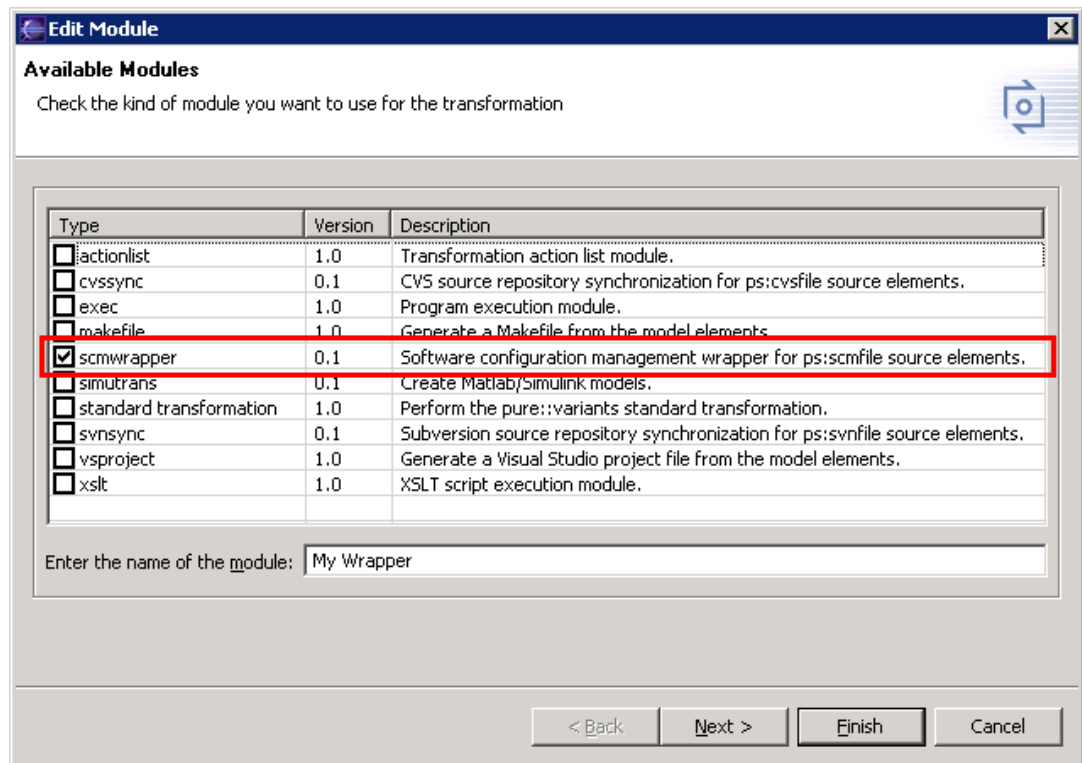 Edit Module
Available Modules
Check the kind of module you want to use for the transformation
Type Version Description
actionlist 1.0 Transformation action list module.
cvssync 0.1 CVS source repository synchronization for ps:cvsfile source elements.
exec 1.0 Program execution module.
makefile 1.0 Generate a Makefile from the model elements.
scmwrapper 0.1 Software configuration management wrapper for ps:scmfile source elements.
simutrans 0.1 Create Matlab/Simulink models.
standard transformation 1.0 Perform the pure::variants standard transformation.
svnsync 0.1 Subversion source repository synchronization for ps:svnfile source elements.
vsproject 1.0 Generate a Visual Studio project file from the model elements.
xslt 1.0 XSLT script execution module.
Enter the name of the module: My Wrapper
< Back Next > Finish Cancel